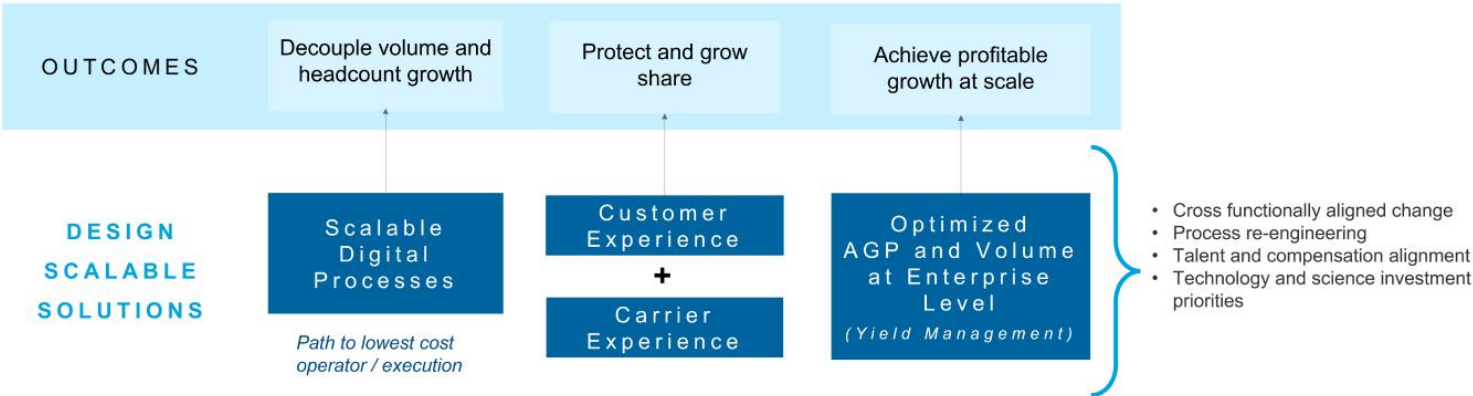 OUTCOMES
Decouple volume and
headcount growth
Protect and grow
share
Achieve profitable
growth at scale
DESIGN
SCALABLE
SOLUTIONS
Scalable
Digital
Processes
Path to lowest cost
operator / execution
Customer
Experience
+
Carrier
Experience
Optimized
AGP and Volume
at Enterprise
Level
(Yield Management)
• Cross functionally aligned change
• Process re-engineering
• Talent and compensation alignment
• Technology and science investment
priorities